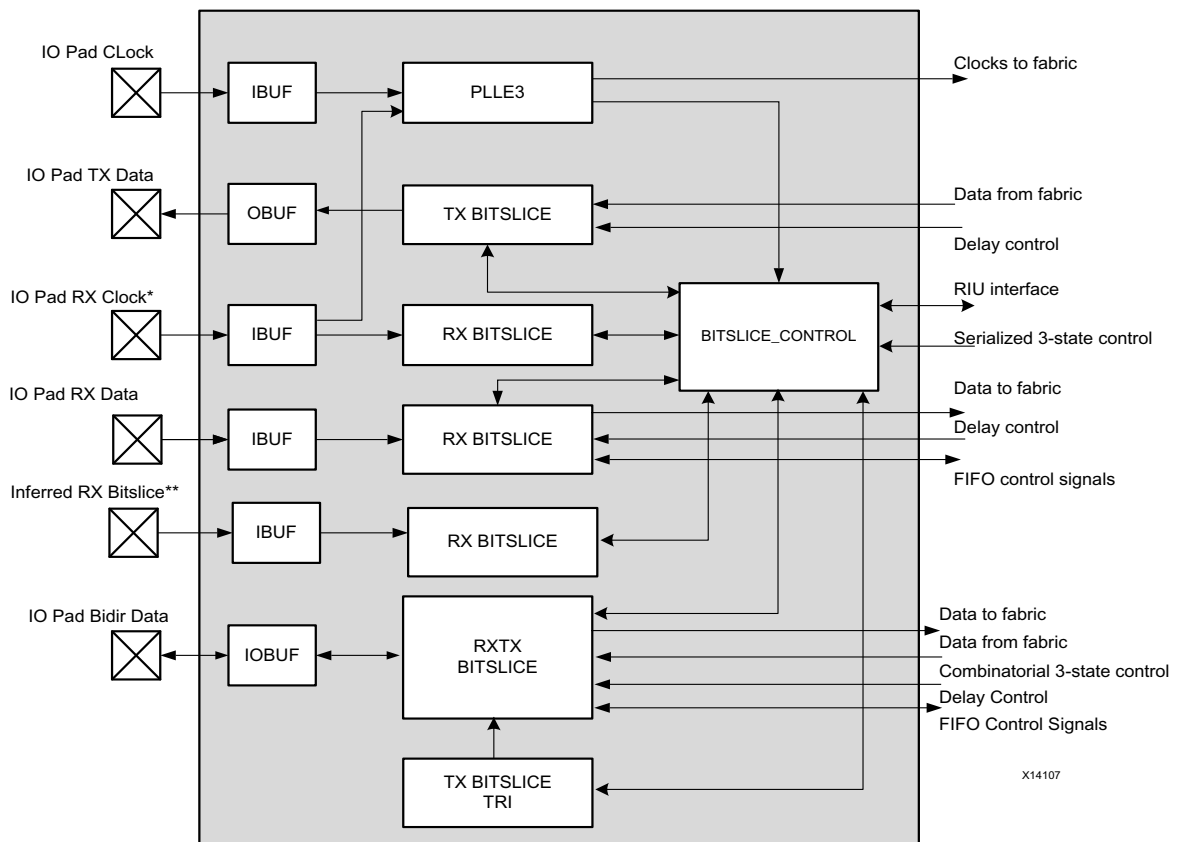 IO Pad CLock
IBUF
PLLE3
Clocks to fabric
IO Pad TX Data
OBUF
TX BITSLICE
Data from fabric
Delay control
IO Pad RX Clock*
IBUF
RX BITSLICE
BITSLICE_CONTROL
RIU interface
Serialized 3-state control
IO Pad RX Data
IBUF
RX BITSLICE
Data to fabric
Delay control
FIFO control signals
Inferred RX Bitslice**
IBUF
RX BITSLICE
IO Pad Bidir Data
IOBUF
RXTX
BITSLICE
Data to fabric
Data from fabric
Combinatorial 3-state control
Delay Control
FIFO Control Signals
TX BITSLICE
TRI
X14107